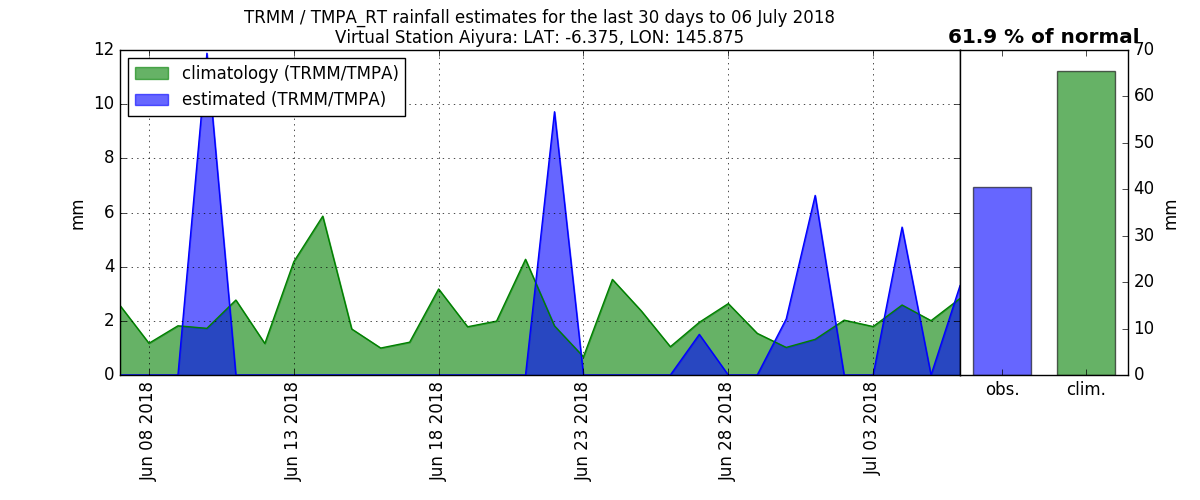 TRMM / TMPA_RT rainfall estimates for the last 30 days to 06 July 2018
Virtual Station Aiyura: LAT: -6.375, LON: 145.875
61.9 % of normal
climatology (TRMM/TMPA)
estimated (TRMM/TMPA)
12
10
8
6
4
2
0
mm
Jun 08 2018
Jun 13 2018
Jun 18 2018
Jun 23 2018
Jun 28 2018
Jul 03 2018
obs.
clim.
70
60
50
40
30
20
10
0
mm